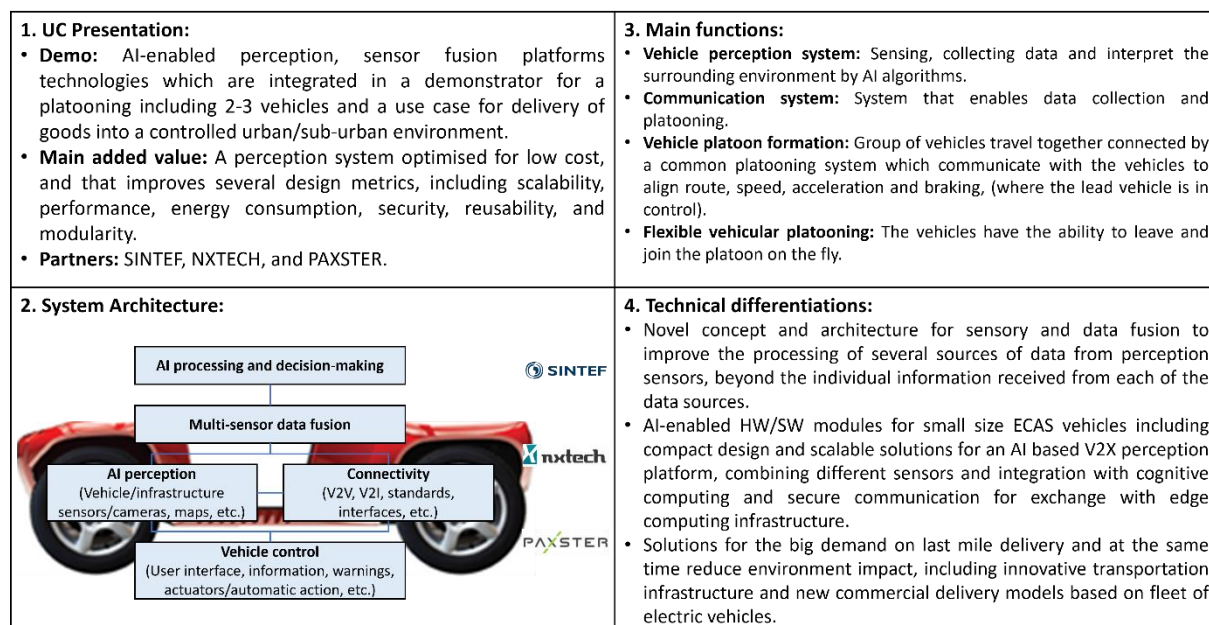 1. UC Presentation:
• Demo: AI-enabled perception, sensor fusion platforms
technologies which are integrated in a demonstrator for a
platooning including 2-3 vehicles and a use case for delivery of
goods into a controlled urban/sub-urban environment.
• Main added value: A perception system optimised for low cost,
and that improves several design metrics, including scalability,
performance, energy consumption, security, reusability, and
modularity.
• Partners: SINTEF, NXTECH, and PAXSTER.
2. System Architecture:
AI processing and decision-making
SINTEF
Multi-sensor data fusion
nxtech
AI perception
(Vehicle/infrastructure
sensors/cameras, maps, etc.)
Connectivity
(V2V, V2I, standards,
interfaces, etc.)
PAXSTER
Vehicle control
(User interface, information, warnings,
actuators/automatic action, etc.)
3. Main functions:
• Vehicle perception system: Sensing, collecting data and interpret the
surrounding environment by AI algorithms.
• Communication system: System that enables data collection and
platooning.
• Vehicle platoon formation: Group of vehicles travel together connected by
a common platooning system which communicate with the vehicles to
align route, speed, acceleration and braking, (where the lead vehicle is in
control).
• Flexible vehicular platooning: The vehicles have the ability to leave and
join the platoon on the fly.
4. Technical differentiations:
• Novel concept and architecture for sensory and data fusion to
improve the processing of several sources of data from perception
sensors, beyond the individual information received from each of the
data sources.
• AI-enabled HW/SW modules for small size ECAS vehicles including
compact design and scalable solutions for an AI based V2X perception
platform, combining different sensors and integration with cognitive
computing and secure communication for exchange with edge
computing infrastructure.
• Solutions for the big demand on last mile delivery and at the same
time reduce environment impact, including innovative transportation
infrastructure and new commercial delivery models based on fleet of
electric vehicles.